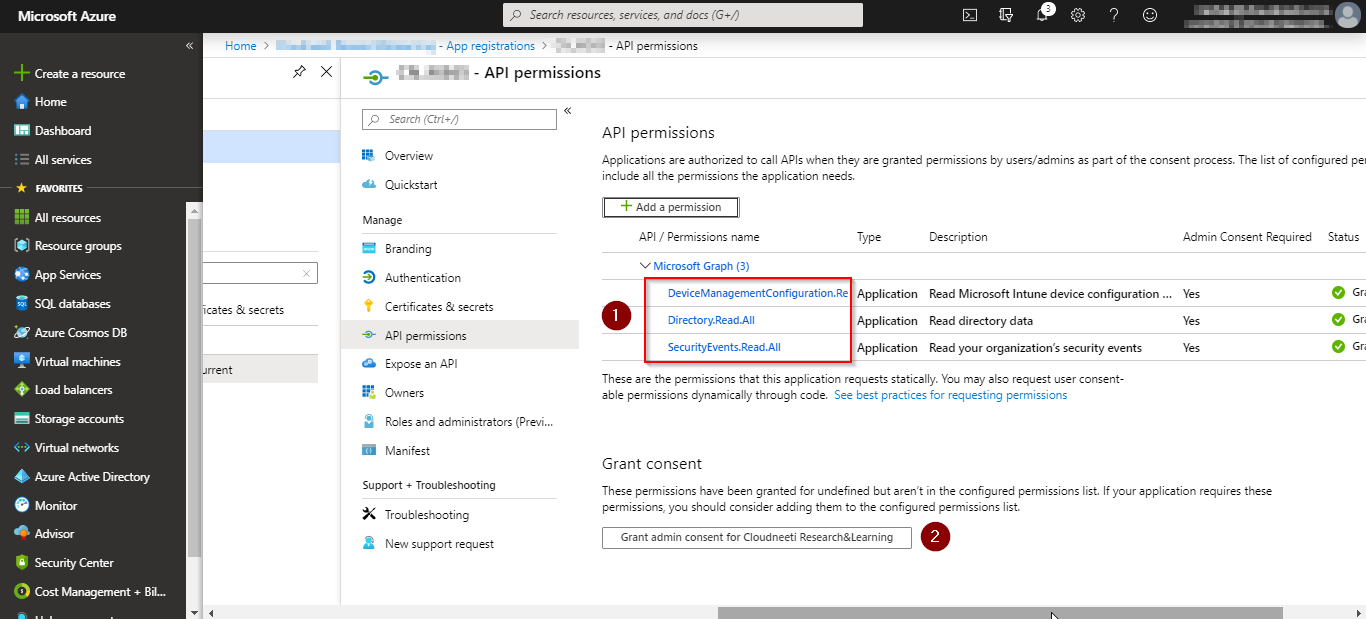 Microsoft Azure
Search resources, services, and docs (G+/)
3
Home > - App registrations > - API permissions
Create a resource
Home
Dashboard
All services
FAVORITES
All resources
Resource groups
App Services
SQL databases
Azure Cosmos DB
Virtual machines
Load balancers
Storage accounts
Virtual networks
Azure Active Directory
Monitor
Advisor
Security Center
Cost Management + Bil...
icates & secrets
urrent
- API permissions
Search (Ctrl+/)
Overview
Quickstart
Manage
Branding
Authentication
Certificates & secrets
API permissions
Expose an API
Owners
Roles and administrators (Previ...
Manifest
Support + Troubleshooting
Troubleshooting
New support request
API permissions
Applications are authorized to call APIs when they are granted permissions by users/admins as part of the consent process. The list of configured pe
include all the permissions the application needs.
Add a permission
API / Permissions name Type Description Admin Consent Required Status
Microsoft Graph (3)
DeviceManagementConfiguration.Re Application Read Microsoft Intune device configuration ... Yes Gra
1
Directory.Read.All Application Read directory data Yes Gra
SecurityEvents.Read.All Application Read your organization's security events Yes Gra
These are the permissions that this application requests statically. You may also request user consent-
able permissions dynamically through code. See best practices for requesting permissions
Grant consent
These permissions have been granted for undefined but aren't in the configured permissions list. If your application requires these
permissions, you should consider adding them to the configured permissions list.
Grant admin consent for Cloudneeti Research&Learning
2